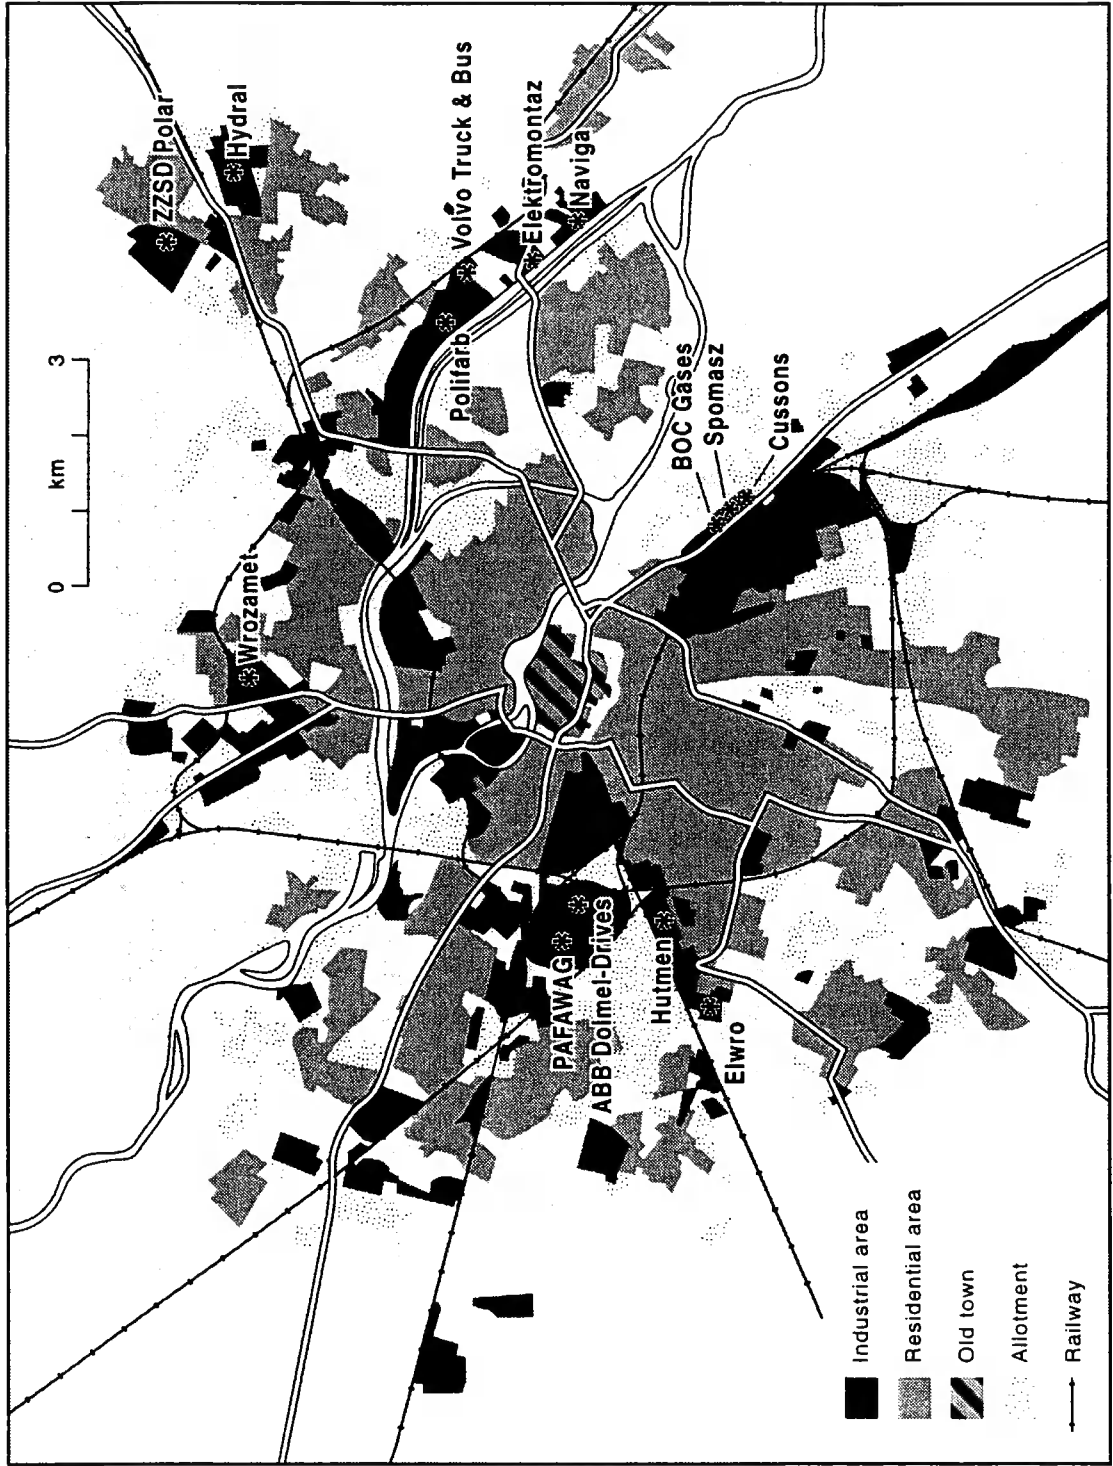 ZZSD Polar
Hydral
Volvo Truck & Bus
Elektromontaz
Naviga
Polifarb
km
0
3
BOC Gases
Spomasz
Cussons
Wrozamet
PAFAWAG
ABB Dolmel-Drives
Hutmen
Elwro
Industrial area
Residential area
Old town
Allotment
Railway